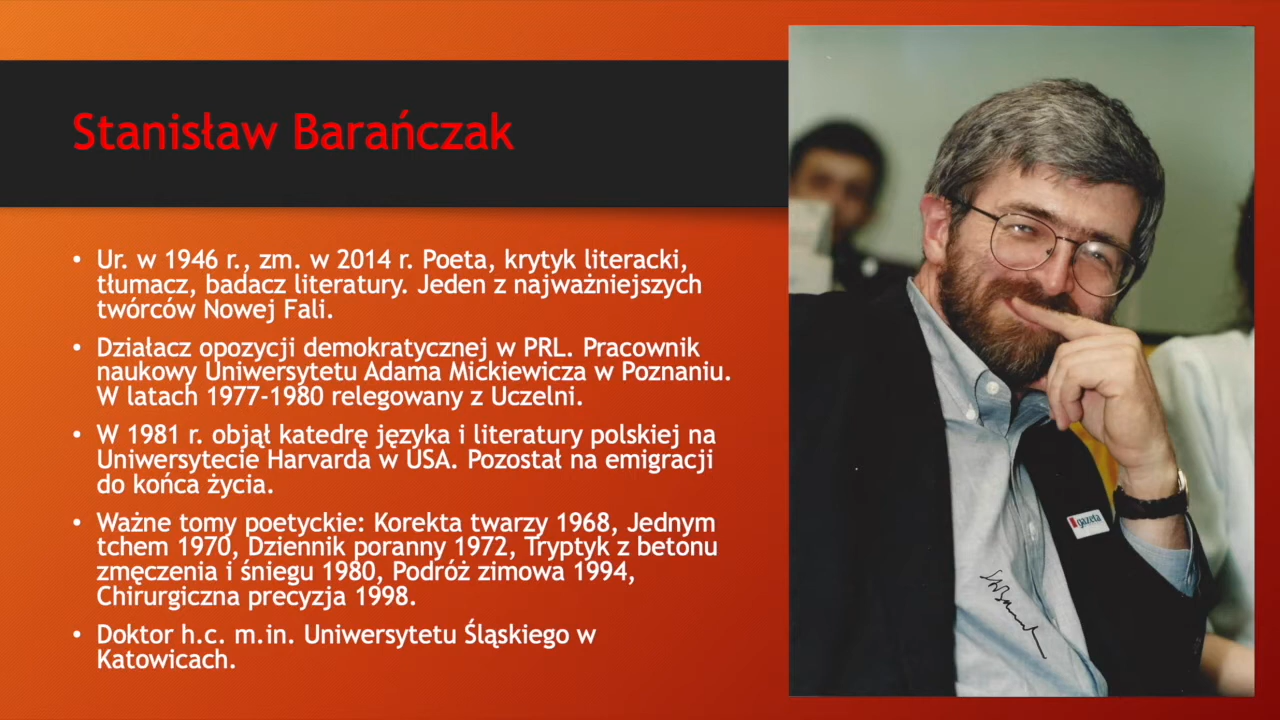 Stanisław Barańczak
• Ur. w 1946 r., zm. w 2014 r. Poeta, krytyk literacki,
tłumacz, badacz literatury. Jeden z najważniejszych
twórców Nowej Fali.
• Działacz opozycji demokratycznej w PRL. Pracownik
naukowy Uniwersytetu Adama Mickiewicza w Poznaniu.
W latach 1977-1980 relegowany z Uczelni.
• W 1981 r. objął katedrę języka i literatury polskiej na
Uniwersytecie Harvarda w USA. Pozostał na emigracji
do końca życia.
• Ważne tomy poetyckie: Korekta twarzy 1968, Jednym
tchem 1970, Dziennik poranny 1972, Tryptyk z betonu
zmęczenia i śniegu 1980, Podróż zimowa 1994,
Chirurgiczna precyzja 1998.
• Doktor h.c. m.in. Uniwersytetu Śląskiego w
Katowicach.
gazeta